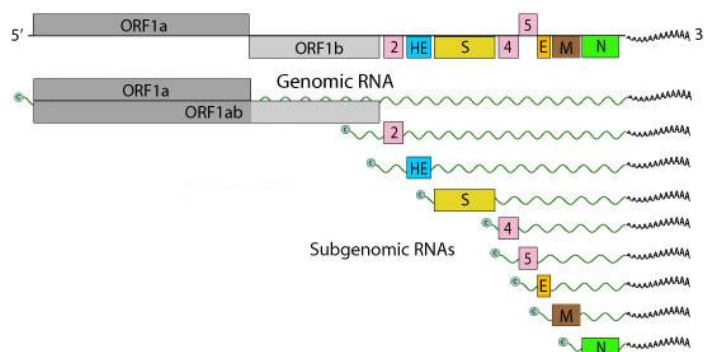 5
ORF1a
5' 3
ORF1b 2 HE S 4 E M N
Genomic RNA
ORF1a
C
ORF1ab
C 2
C HE
C S
C 4
Subgenomic RNAs
C 5
C E
C M
C N